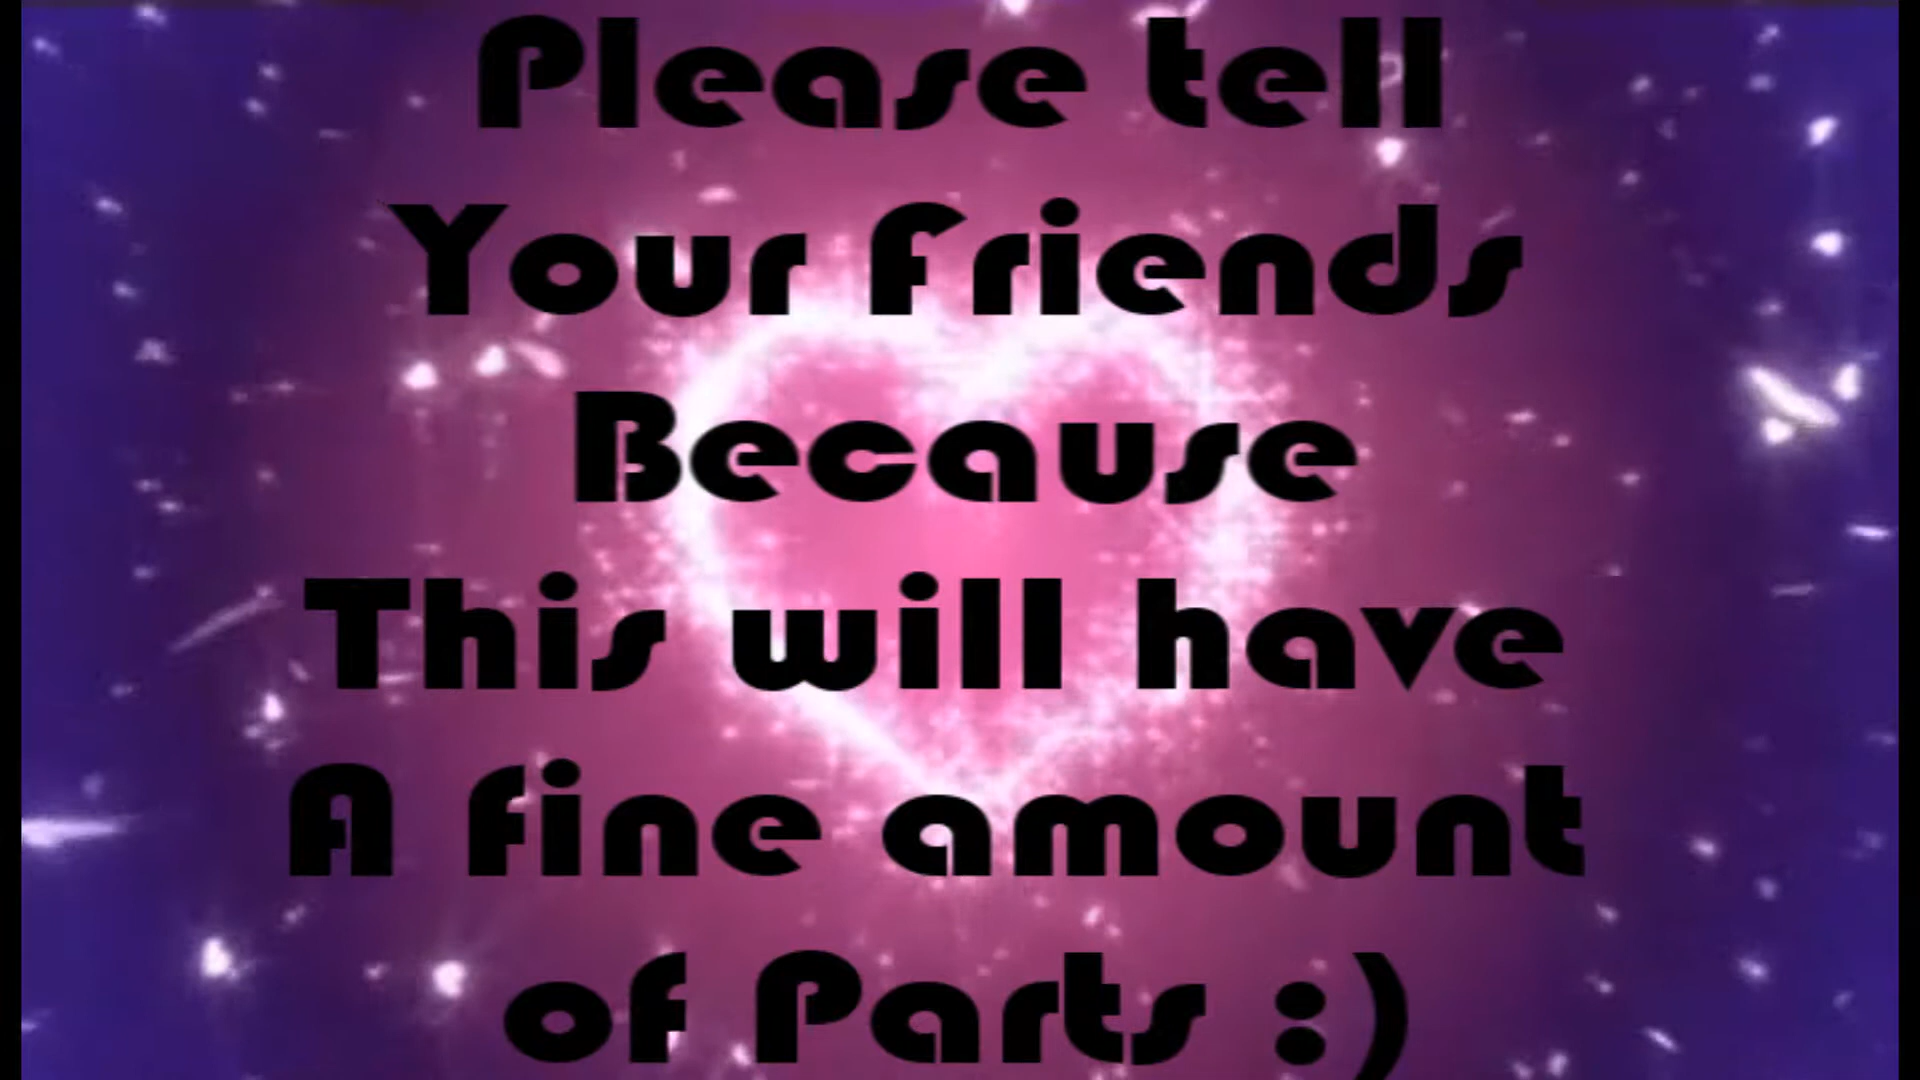 Please tell
Your Friends
Because
This will have
A fine amount
of Parts :)